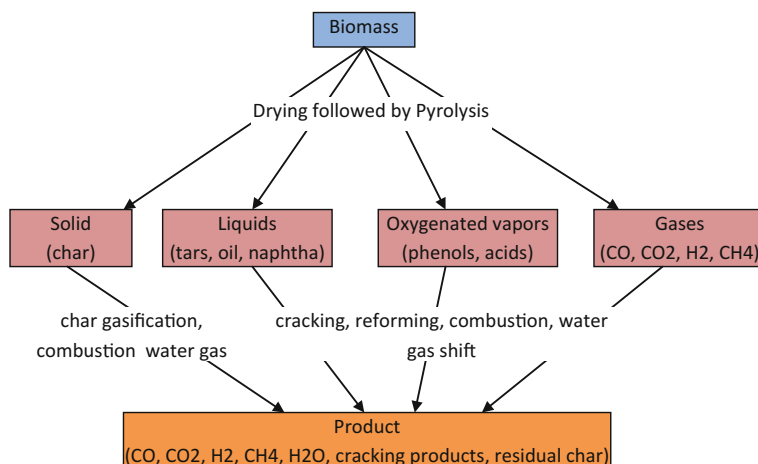 Biomass
Drying followed by Pyrolysis
Solid
(char)
Liquids
(tars, oil, naphtha)
Oxygenated vapors
(phenols, acids)
Gases
(CO, CO2, H2, CH4)
char gasification,
combustion water gas
cracking, reforming, combustion, water
gas shift
Product
(CO, CO2, H2, CH4, H2O, cracking products, residual char)